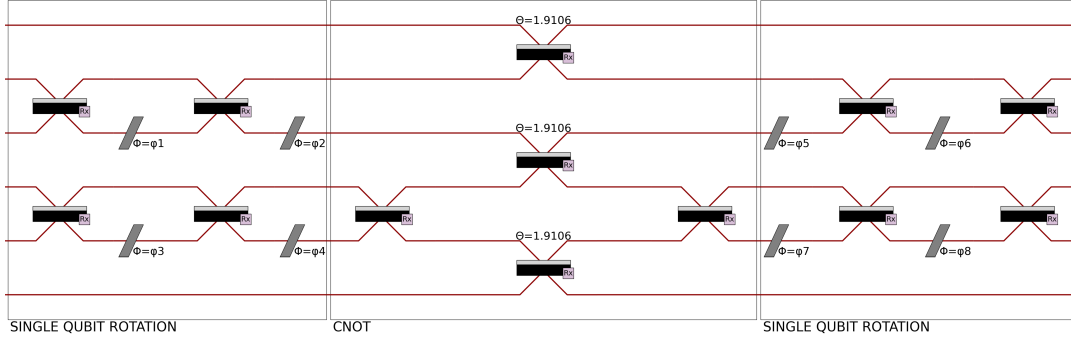 Θ=1.9106
Rx
Rx
Rx
Rx
Rx
Φ=φ1
Φ=φ2
Θ=1.9106
Φ=φ5
Φ=φ6
Rx
Rx
Rx
Rx
Rx
Rx
Rx
Φ=φ3
Φ=φ4
Θ=1.9106
Φ=φ7
Φ=φ8
Rx
SINGLE QUBIT ROTATION
CNOT
SINGLE QUBIT ROTATION